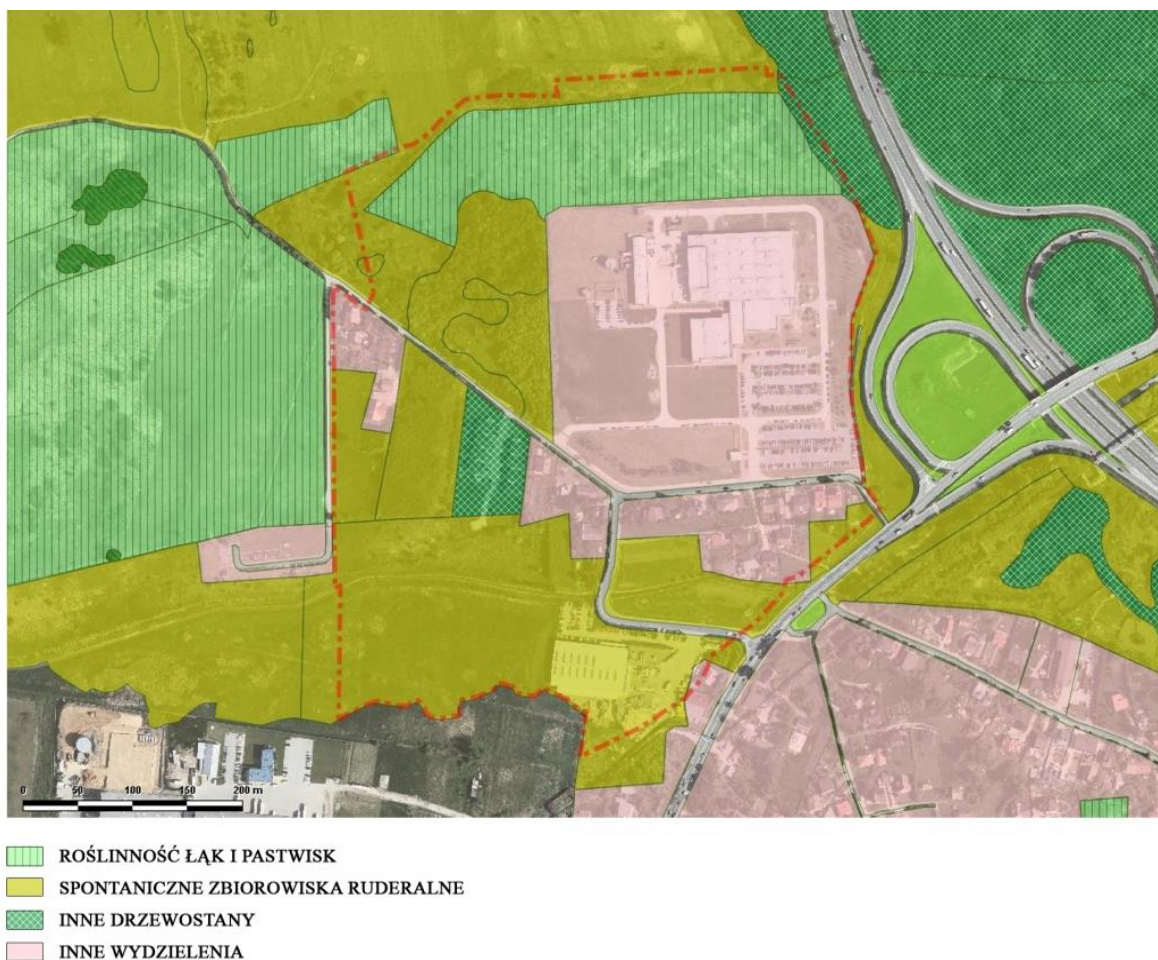 0 50 100 150 200 m
ROŚLINNOŚĆ ŁĄK I PASTWISK
SPONTANICZNE ZBIOROWISKA RUDERALNE
INNE DRZEWOSTANY
INNE WYDZIELENIA